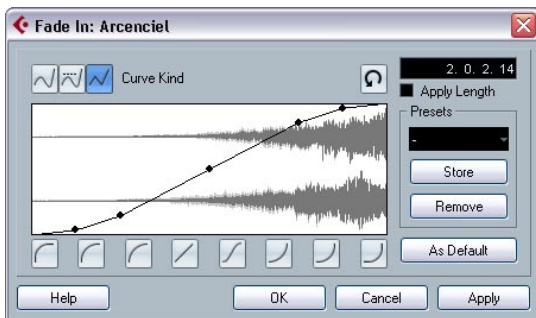 Fade In: Arcenciel
Curve Kind
2. 0. 2. 14
Apply Length
Presets
-
Store
Remove
As Default
Help
OK
Cancel
Apply